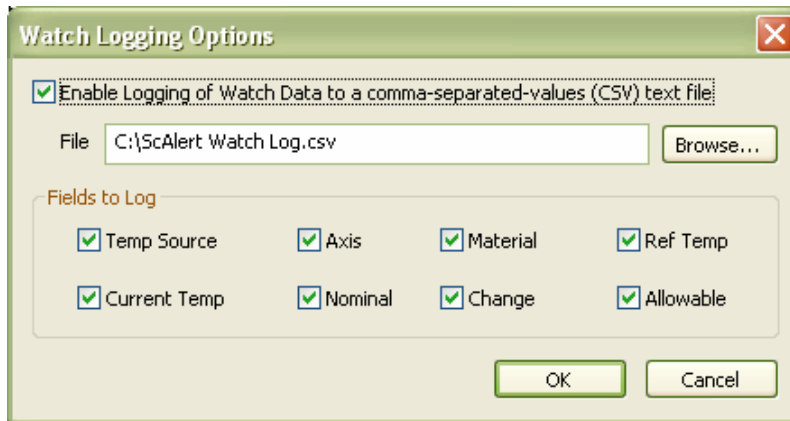 Watch Logging Options
Enable Logging of Watch Data to a comma-separated-values (CSV) text file
File C:\ScAlert Watch Log.csv Browse...
Fields to Log
Temp Source Axis Material Ref Temp
Current Temp Nominal Change Allowable
OK Cancel